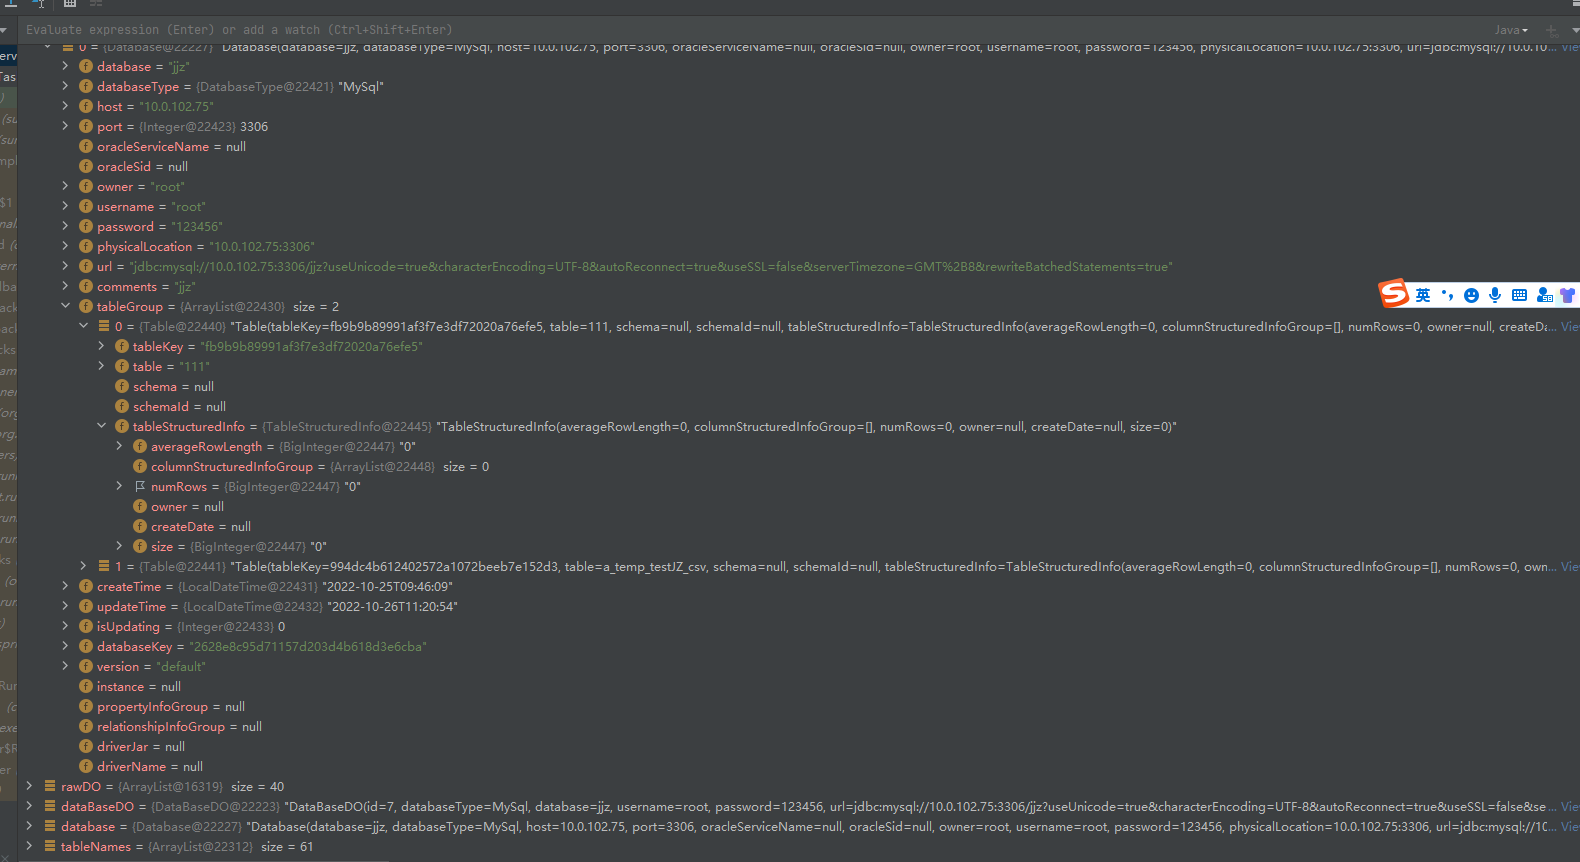 Evaluate expression (Enter) or add a watch (Ctrl+Shift+Enter)
Java
0 = {Database@22227} "Database(database=jjz, databaseType=MySql, host=10.0.102.75, port=3306, oracleServiceName=null, oracleSid=null, owner=root, username=root, password=123456, physicalLocation=10.0.102.75:3306, url=jdbc:mysql://10.0.10... Vie
database = "jjz"
databaseType = {DatabaseType@22421} "MySql"
host = "10.0.102.75"
port = {Integer@22423} 3306
oracleServiceName = null
oracleSid = null
owner = "root"
username = "root"
password = "123456"
physicalLocation = "10.0.102.75:3306"
url = "jdbc:mysql://10.0.102.75:3306/jjz?useUnicode=true&characterEncoding=UTF-8&autoReconnect=true&useSSL=false&serverTimezone=GMT%2B8&rewriteBatchedStatements=true"
comments = "jjz"
英
tableGroup = {ArrayList@22430} size = 2
0 = {Table@22440} "Table(tableKey=fb9b9b89991af3f7e3df72020a76efe5, table=111, schema=null, schemaId=null, tableStructuredInfo=TableStructuredInfo(averageRowLength=0, columnStructuredInfoGroup=[], numRows=0, owner=null, createDa... Vie
tableKey = "fb9b9b89991af3f7e3df72020a76efe5"
table = "111"
schema = null
schemaId = null
tableStructuredInfo = {TableStructuredInfo@22445} "TableStructuredInfo(averageRowLength=0, columnStructuredInfoGroup=[], numRows=0, owner=null, createDate=null, size=0)"
averageRowLength = {BigInteger@22447} "0"
columnStructuredInfoGroup = {ArrayList@22448} size = 0
numRows = {BigInteger@22447} "0"
owner = null
createDate = null
size = {BigInteger@22447} "0"
1 = {Table@22441} "Table(tableKey=994dc4b612402572a1072beeb7e152d3, table=a_temp_testJZ_csv, schema=null, schemaId=null, tableStructuredInfo=TableStructuredInfo(averageRowLength=0, columnStructuredInfoGroup=[], numRows=0, own... Vie
createTime = {LocalDateTime@22431} "2022-10-25T09:46:09"
updateTime = {LocalDateTime@22432} "2022-10-26T11:20:54"
isUpdating = {Integer@22433} 0
databaseKey = "2628e8c95d71157d203d4b618d3e6cba"
version = "default"
instance = null
propertyInfoGroup = null
relationshipInfoGroup = null
driverJar = null
driverName = null
rawDO = {ArrayList@16319} size = 40
dataBaseDO = {DataBaseDO@22223} "DataBaseDO(id=7, databaseType=MySql, database=jjz, username=root, password=123456, url=jdbc:mysql://10.0.102.75:3306/jjz?useUnicode=true&characterEncoding=UTF-8&autoReconnect=true&useSSL=false&se... Vie
database = {Database@22227} "Database(database=jjz, databaseType=MySql, host=10.0.102.75, port=3306, oracleServiceName=null, oracleSid=null, owner=root, username=root, password=123456, physicalLocation=10.0.102.75:3306, url=jdbc:mysql://10... Vie
tableNames = {ArrayList@22312} size = 61